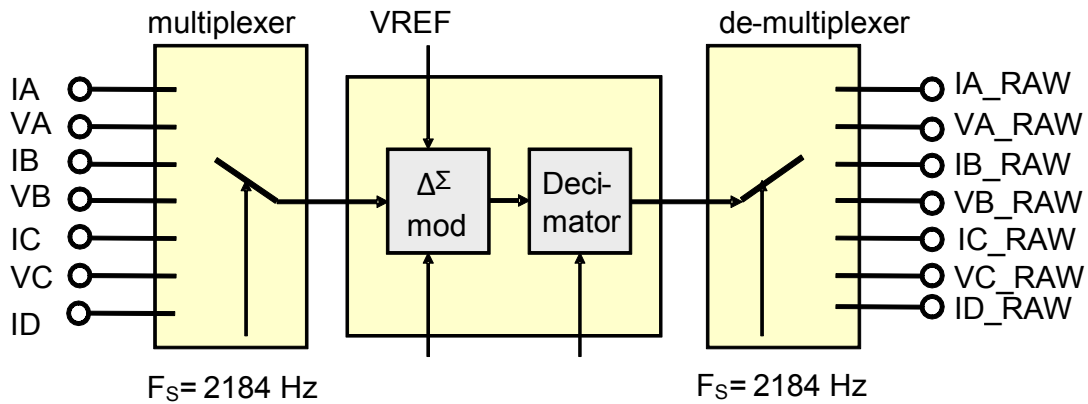 multiplexer
VREF
de-multiplexer
IA
VA
IB
VB
IC
VC
ID
ΔΣ
mod
Deci-
mator
IA_RAW
VA_RAW
IB_RAW
VB_RAW
IC_RAW
VC_RAW
ID_RAW
FS= 2184 Hz
FS= 2184 Hz